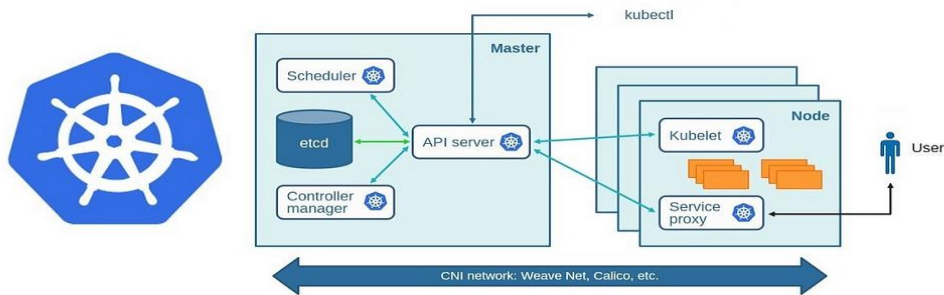 kubectl
Master
Scheduler
etcd
API server
Controller
manager
Node
Kubelet
Service
proxy
User
CNI network: Weave Net, Calico, etc.